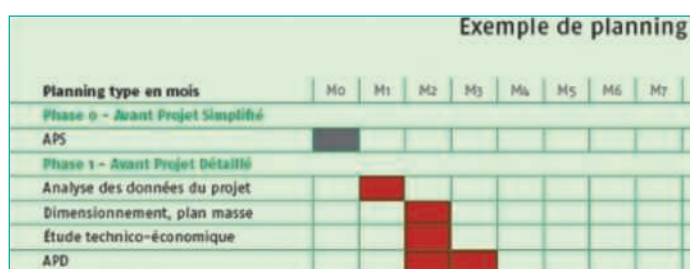 Exemple de planning
Planning type en mois M0 M1 M2 M3 M4 M5 M6 M7
Phase 0 - Avant Projet Simplifié
APS
Phase 1 - Avant Projet Détaillé
Analyse des données du projet
Dimensionnement, plan masse
Étude technico-économique
APD